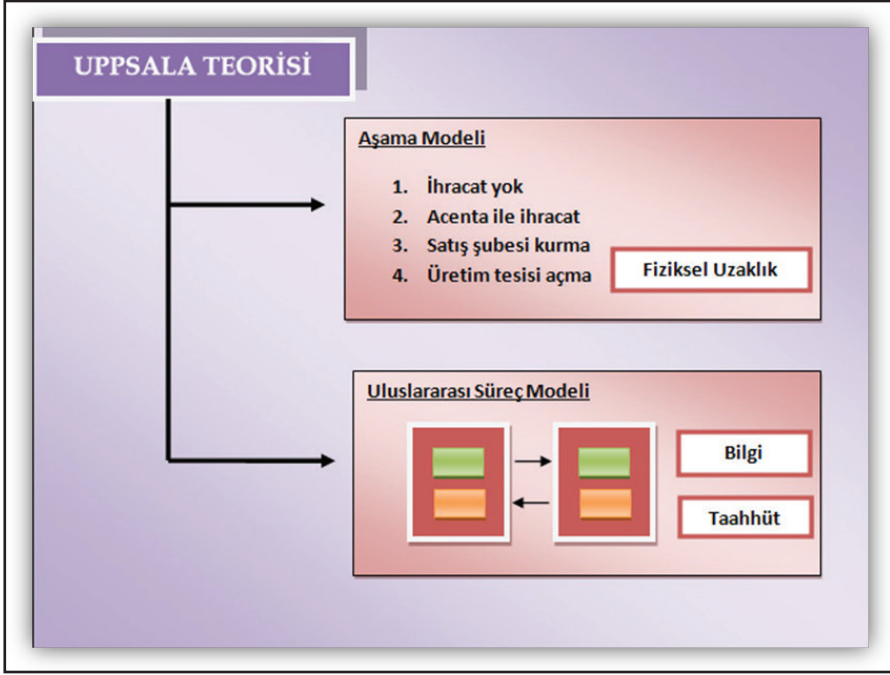 UPPSALA TEORİSİ
Aşama Modeli
1. İhracat yok
2. Acenta ile ihracat
3. Satış şubesi kurma
4. Üretim tesisi açma
Fiziksel Uzaklık
Uluslararası Süreç Modeli
Bilgi
Taahhüt